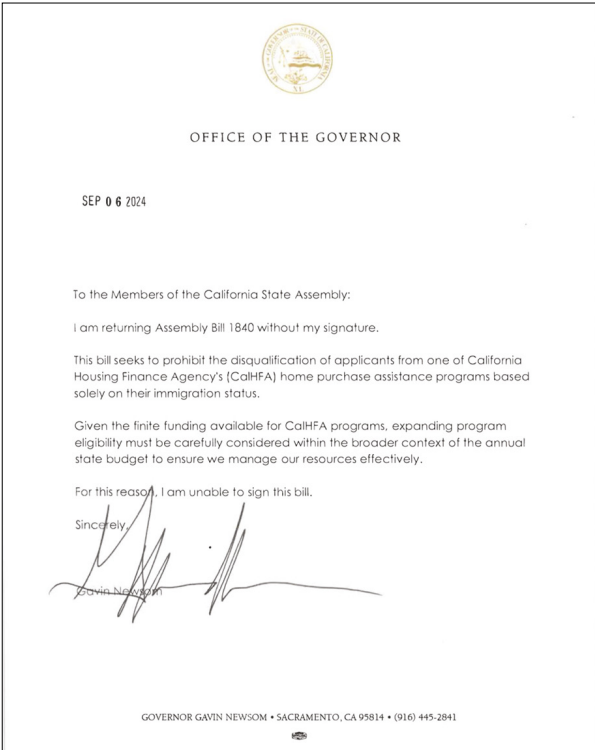 OFFICE OF THE GOVERNOR
SEP 06 2024
To the Members of the California State Assembly:
I am returning Assembly Bill 1840 without my signature.
This bill seeks to prohibit the disqualification of applicants from one of California
Housing Finance Agency's (CalHFA) home purchase assistance programs based
solely on their immigration status.
Given the finite funding available for CalHFA programs, expanding program
eligibility must be carefully considered within the broader context of the annual
state budget to ensure we manage our resources effectively.
For this reason, I am unable to sign this bill.
Sincerely,
Gavin Newsom
GOVERNOR GAVIN NEWSOM • SACRAMENTO, CA 95814 • (916) 445-2841